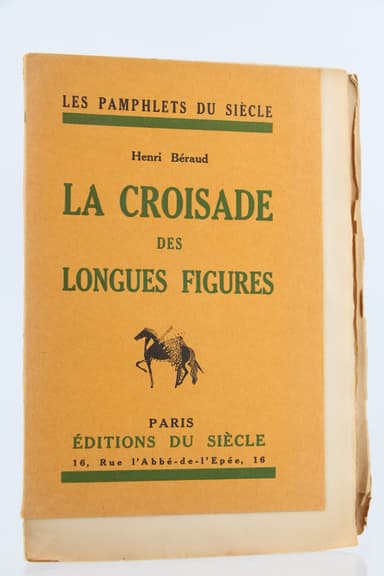 LES PAMPHLETS DU SIÈCLE
Henri Béraud
LA CROISADE
DES
LONGUES FIGURES
PARIS
ÉDITIONS DU SIÈCLE
16, Rue l'Abbé-de-l'Epée, 16